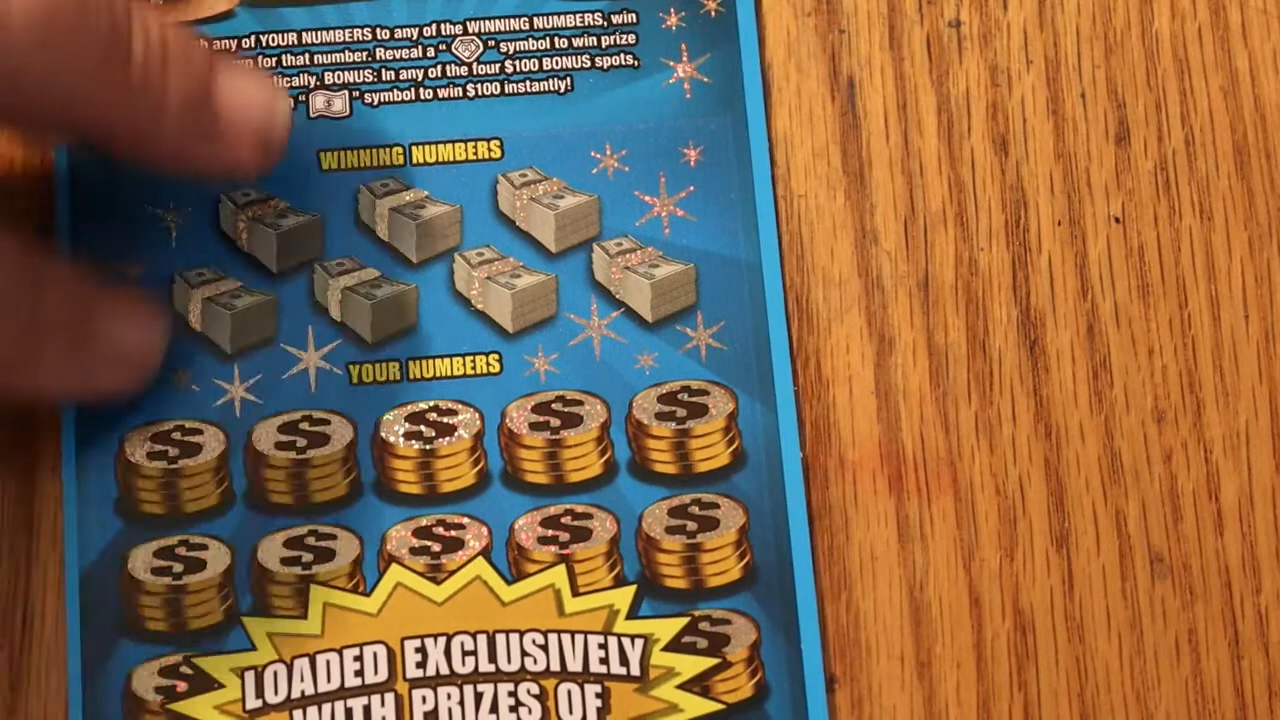 any of YOUR NUMBERS to any of the WINNING NUMBERS, win
for that number. Reveal a " " symbol to win prize
BONUS: In any of the four $100 BONUS spots,
" $ " symbol to win $100 instantly!
WINNING NUMBERS
YOUR NUMBERS
$ $ $ $ $
$ $ $ $ $
$ $
LOADED EXCLUSIVELY
WITH PRIZES OF